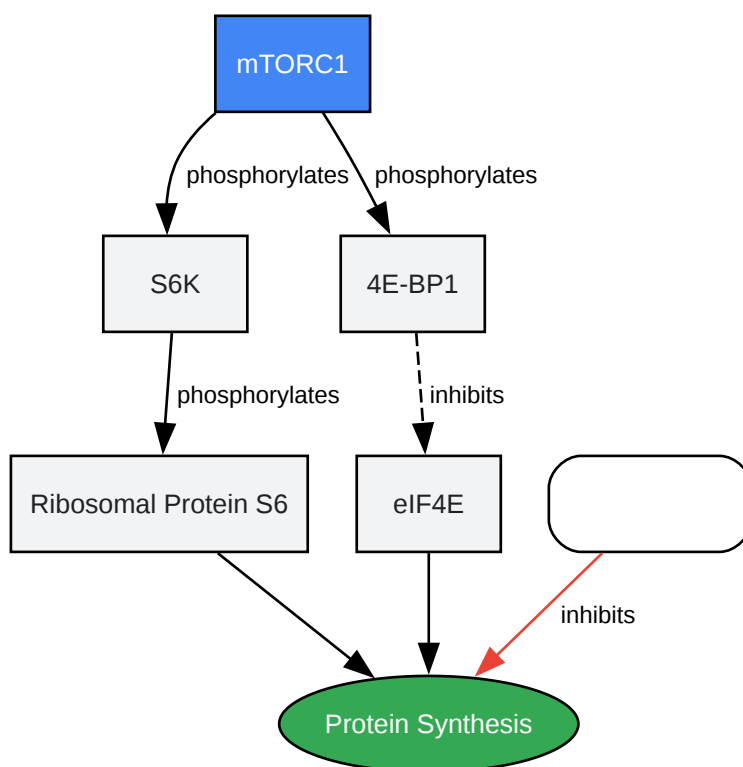 mTORC1
phosphorylates phosphorylates
S6K 4E-BP1
phosphorylates inhibits
Ribosomal Protein S6 eIF4E
inhibits
Protein Synthesis